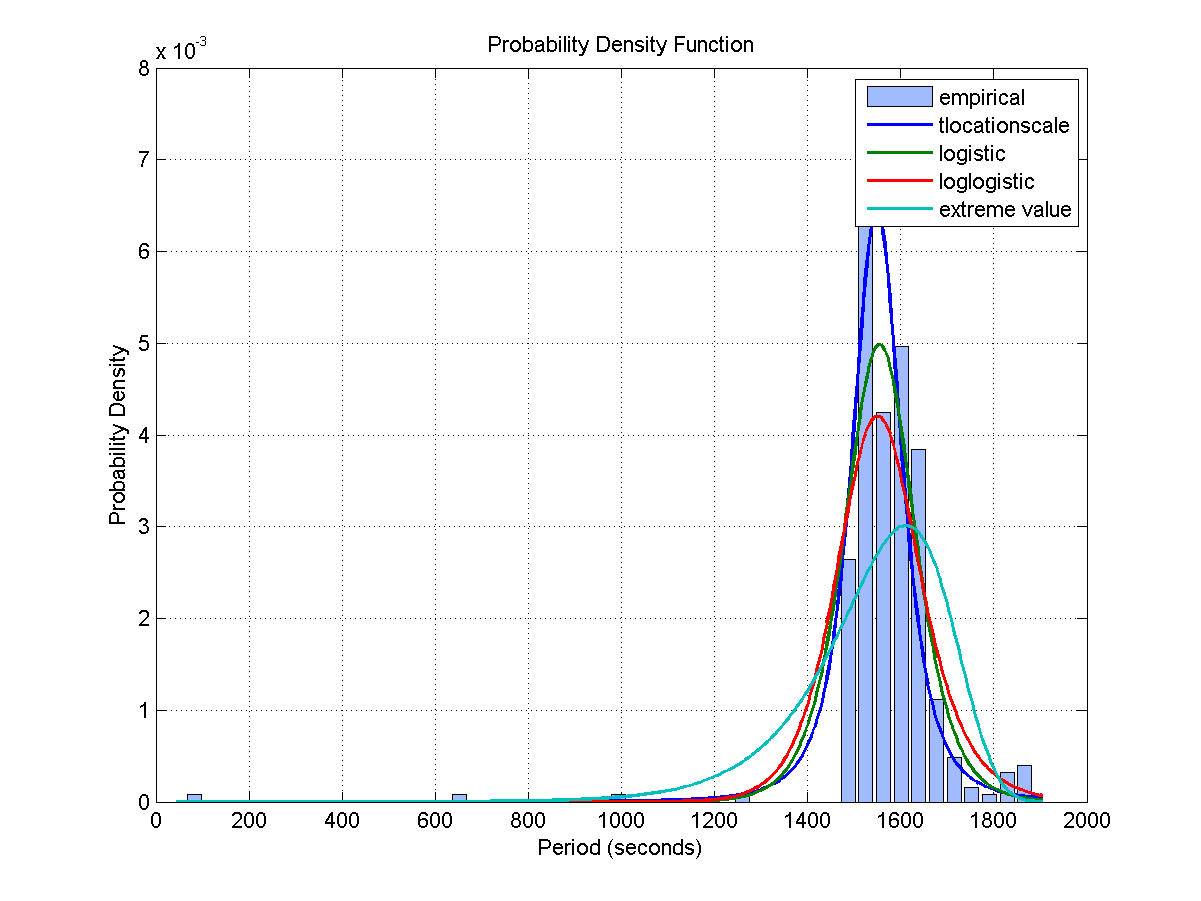 Probability Density Function
x 10-3
8
7
6
5
4
3
2
1
0
Probability Density
empirical
tlocationscale
logistic
loglogistic
extreme value
0 200 400 600 800 1000 1200 1400 1600 1800 2000
Period (seconds)